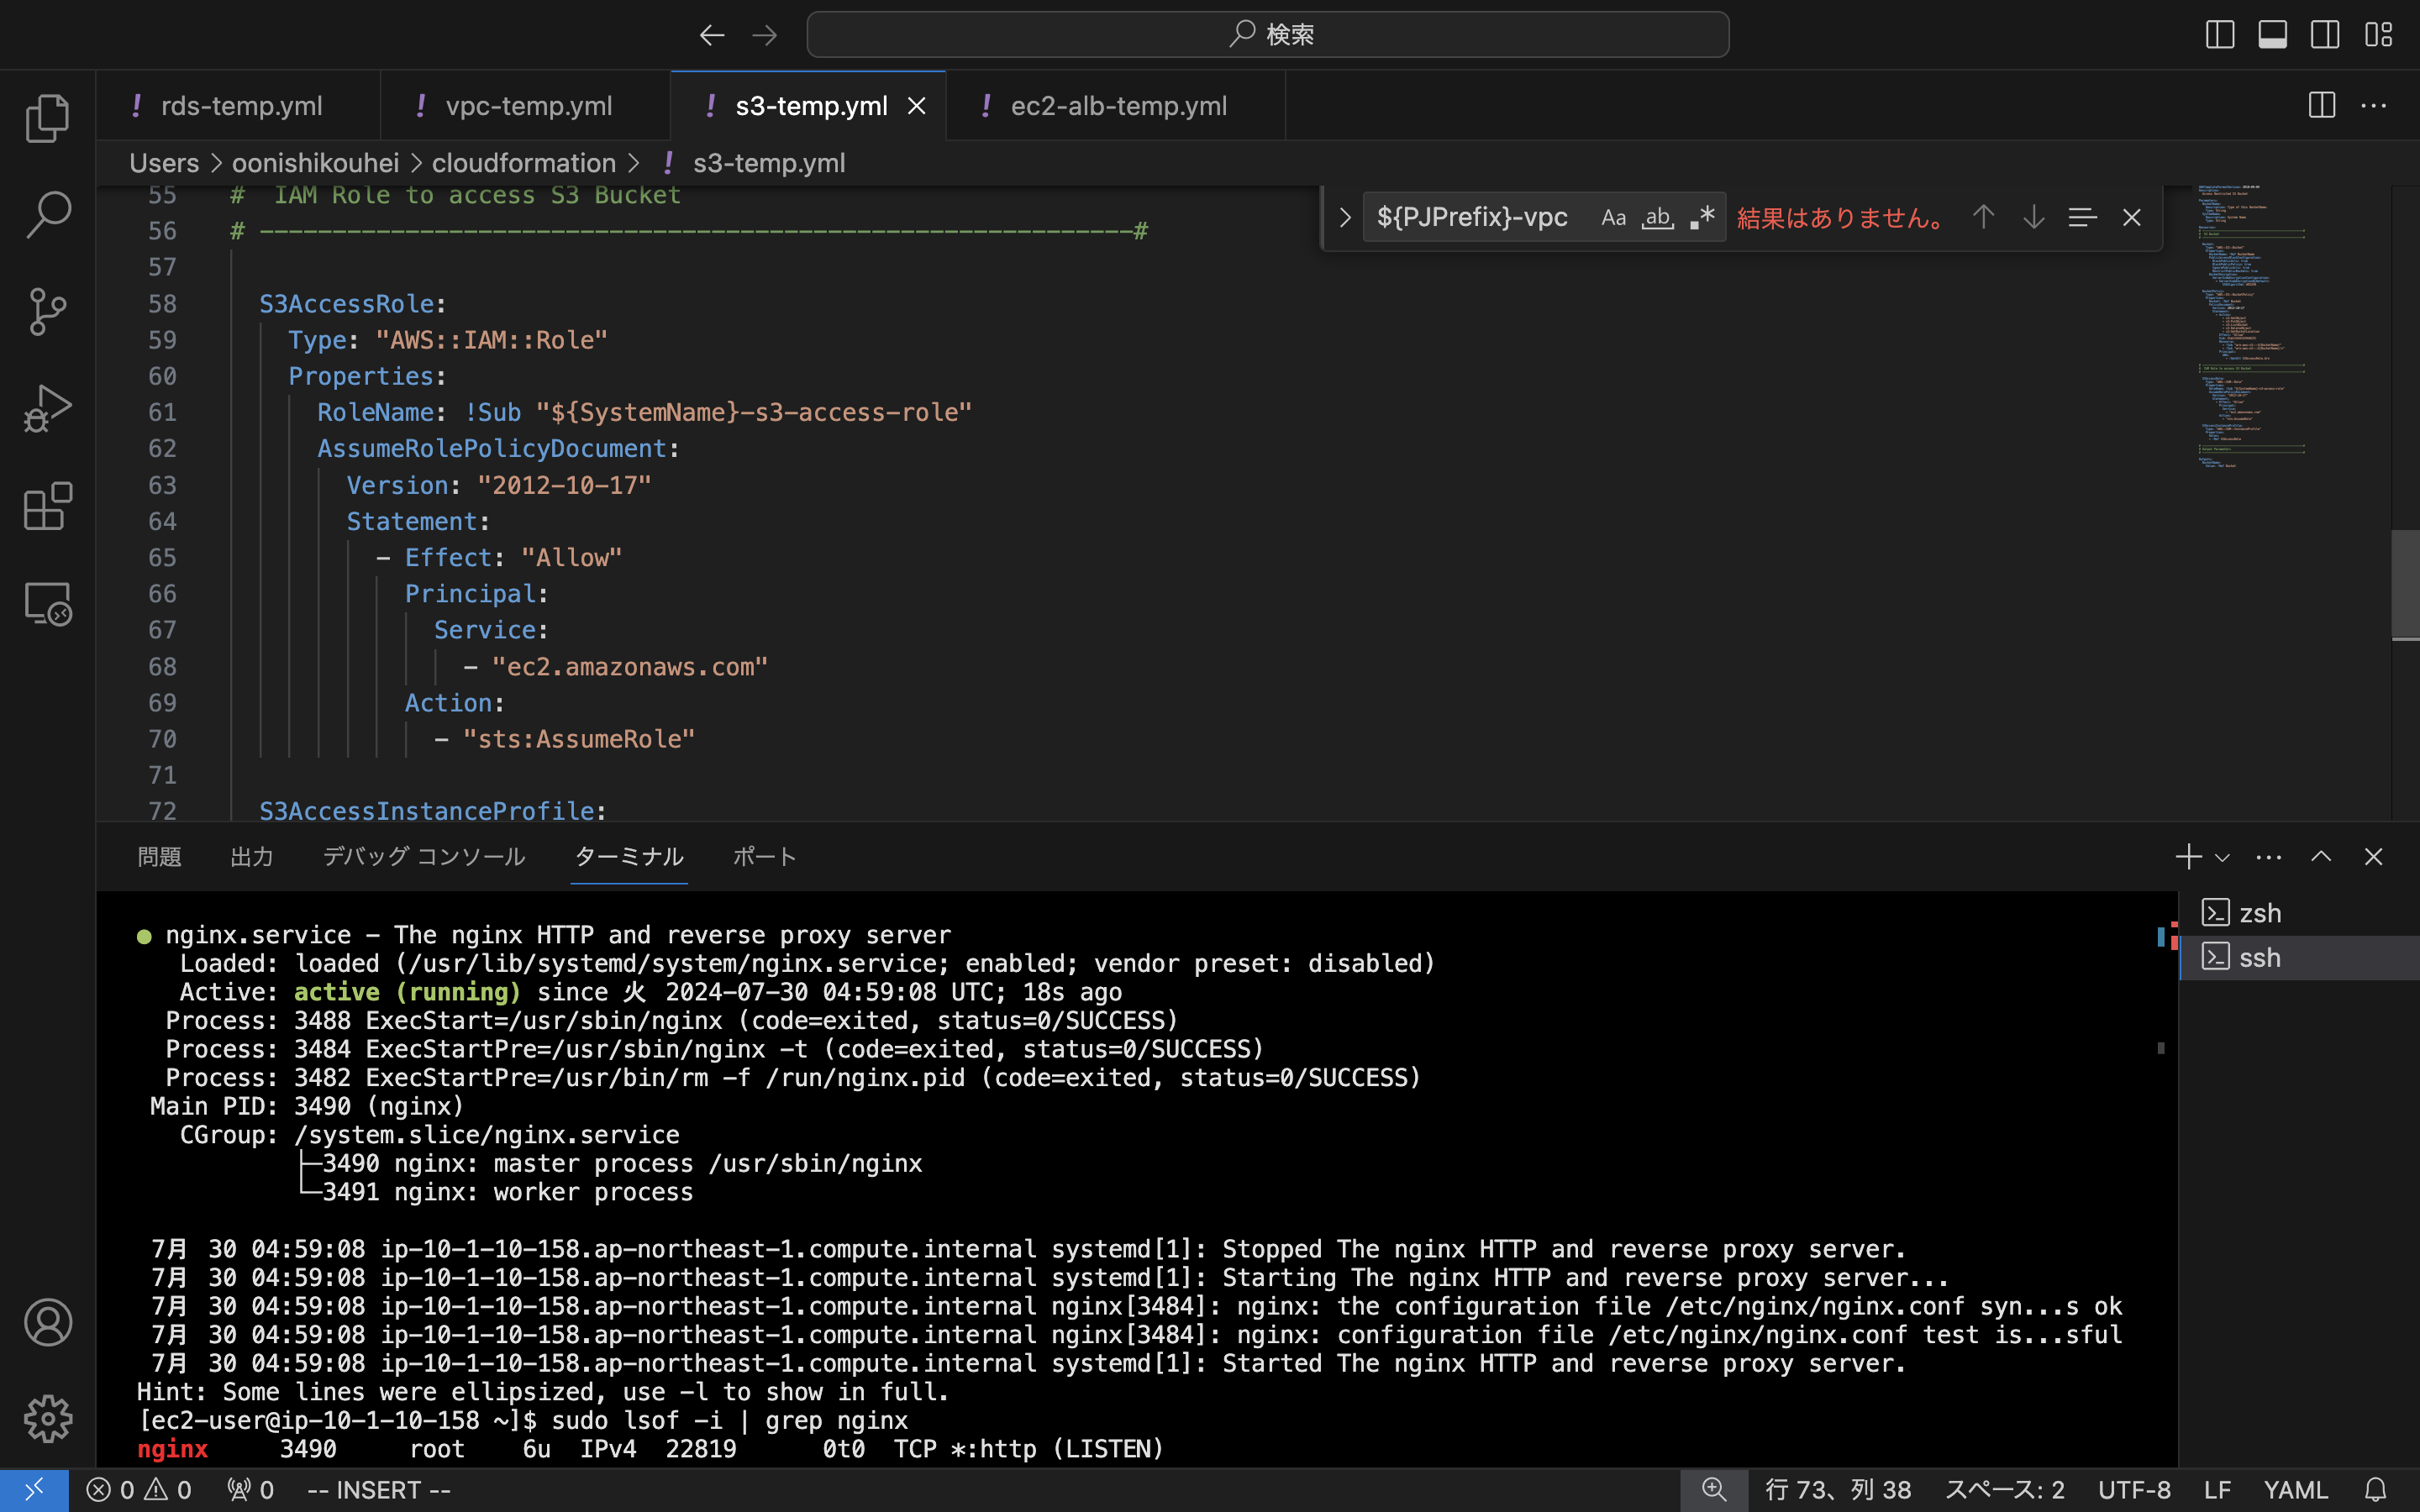 検索
rds-temp.yml
vpc-temp.yml
s3-temp.yml
ec2-alb-temp.yml
Users > oonishikouhei > cloudformation > ! s3-temp.yml
${PJPrefix}-vpc Aa ab .* 結果はありません。
55 # IAM Role to access S3 Bucket
56 # ------------------------------------------------------------#
57
58 S3AccessRole:
59 Type: "AWS::IAM::Role"
60 Properties:
61 RoleName: !Sub "${SystemName}-s3-access-role"
62 AssumeRolePolicyDocument:
63 Version: "2012-10-17"
64 Statement:
65 - Effect: "Allow"
66 Principal:
67 Service:
68 - "ec2.amazonaws.com"
69 Action:
70 - "sts:AssumeRole"
71
72 S3AccessInstanceProfile:
問題 出力 デバッグ コンソール ターミナル ポート
zsh
ssh
● nginx.service - The nginx HTTP and reverse proxy server
Loaded: loaded (/usr/lib/systemd/system/nginx.service; enabled; vendor preset: disabled)
Active: active (running) since 火 2024-07-30 04:59:08 UTC; 18s ago
Process: 3488 ExecStart=/usr/sbin/nginx (code=exited, status=0/SUCCESS)
Process: 3484 ExecStartPre=/usr/sbin/nginx -t (code=exited, status=0/SUCCESS)
Process: 3482 ExecStartPre=/usr/bin/rm -f /run/nginx.pid (code=exited, status=0/SUCCESS)
Main PID: 3490 (nginx)
CGroup: /system.slice/nginx.service
├─3490 nginx: master process /usr/sbin/nginx
└─3491 nginx: worker process
7月 30 04:59:08 ip-10-1-10-158.ap-northeast-1.compute.internal systemd[1]: Stopped The nginx HTTP and reverse proxy server.
7月 30 04:59:08 ip-10-1-10-158.ap-northeast-1.compute.internal systemd[1]: Starting The nginx HTTP and reverse proxy server...
7月 30 04:59:08 ip-10-1-10-158.ap-northeast-1.compute.internal nginx[3484]: nginx: the configuration file /etc/nginx/nginx.conf syn...s ok
7月 30 04:59:08 ip-10-1-10-158.ap-northeast-1.compute.internal nginx[3484]: nginx: configuration file /etc/nginx/nginx.conf test is...sful
7月 30 04:59:08 ip-10-1-10-158.ap-northeast-1.compute.internal systemd[1]: Started The nginx HTTP and reverse proxy server.
Hint: Some lines were ellipsized, use -l to show in full.
[ec2-user@ip-10-1-10-158 ~]$ sudo lsof -i | grep nginx
nginx 3490 root 6u IPv4 22819 0t0 TCP *:http (LISTEN)
0 0 0 -- INSERT -- 行 73、列 38 スペース: 2 UTF-8 LF YAML